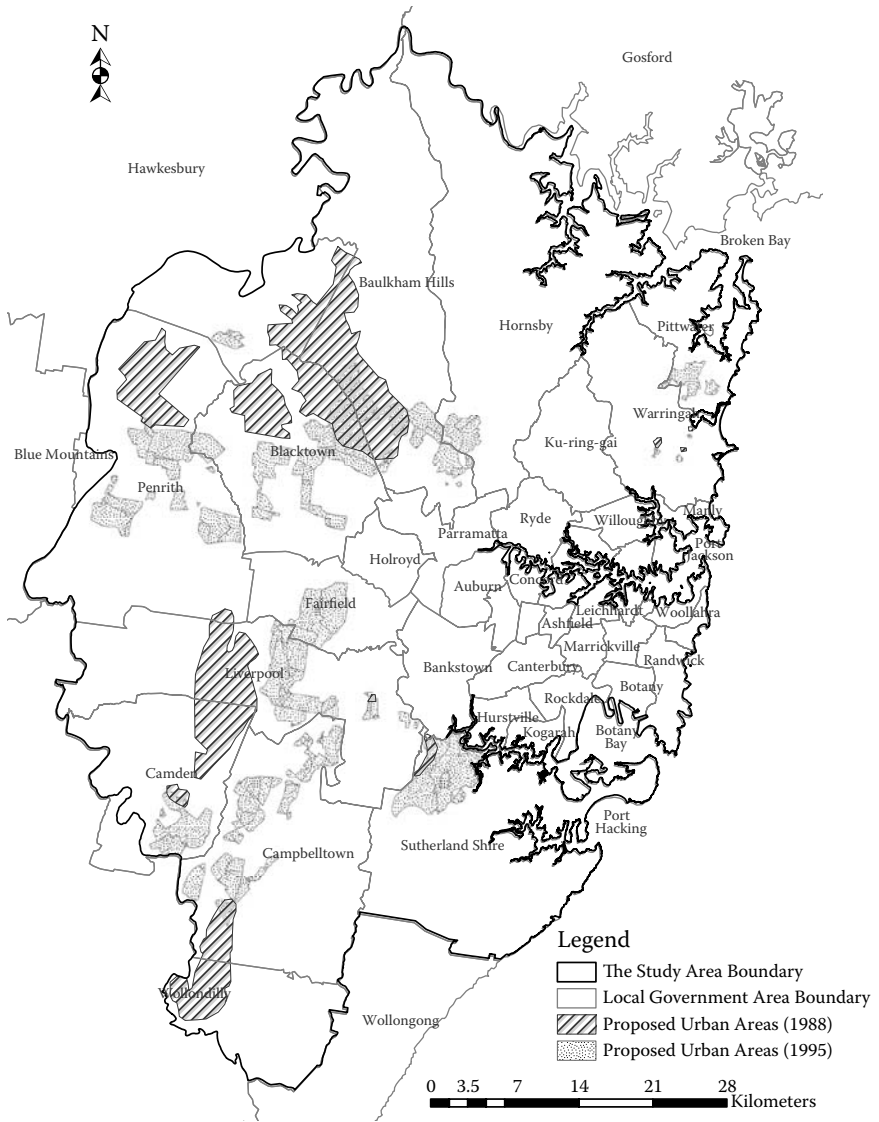 N
Gosford
Hawkesbury
Broken Bay
Baulkham Hills
Hornsby
Pittwater
Warringah
Ku-ring-gai
Blue Mountains
Blacktown
Penrith
Ryde
Willoughby
Manly
Parramatta
Port
Jackson
Holroyd
Auburn
Concord
Fairfield
Leichhardt
Woollahra
Ashfield
Marrickville
Liverpool
Bankstown
Canterbury
Randwick
Botany
Rockdale
Hurstville
Kogarah
Botany
Bay
Camden
Port
Hacking
Campbelltown
Sutherland Shire
Wollondilly
Wollongong
Legend
The Study Area Boundary
Local Government Area Boundary
Proposed Urban Areas (1988)
Proposed Urban Areas (1995)
0 3.5 7 14 21 28
Kilometers